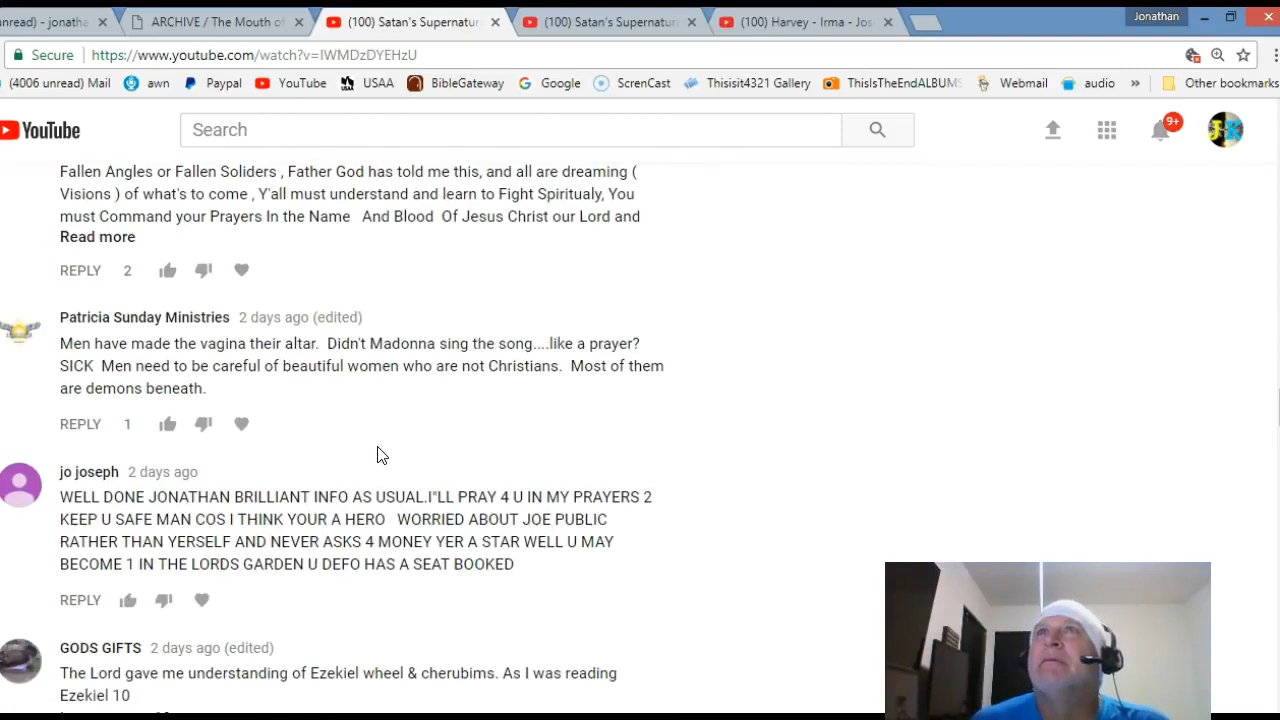 nread) - jonatha
ARCHIVE / The Mouth of
(100) Satan's Supernatur
(100) Satan's Supernatur
(100) Harvey - Irma - Jos
Jonathan
Secure
https://www.youtube.com/watch?v=IWMDzDYEHzU
(4006 unread) Mail
awn
Paypal
YouTube
USAA
BibleGateway
Google
ScrenCast
Thisisit4321 Gallery
ThisIsTheEndALBUMS
Webmail
audio
»
Other bookmarks
YouTube
Search
9+
Fallen Angles or Fallen Soliders , Father God has told me this, and all are dreaming (
Visions ) of what's to come , Y'all must understand and learn to Fight Spiritualy, You
must Command your Prayers In the Name And Blood Of Jesus Christ our Lord and
Read more
REPLY 2
Patricia Sunday Ministries 2 days ago (edited)
Men have made the vagina their altar. Didn't Madonna sing the song....like a prayer?
SICK Men need to be careful of beautiful women who are not Christians. Most of them
are demons beneath.
REPLY 1
jo joseph 2 days ago
WELL DONE JONATHAN BRILLIANT INFO AS USUAL.I"LL PRAY 4 U IN MY PRAYERS 2
KEEP U SAFE MAN COS I THINK YOUR A HERO WORRIED ABOUT JOE PUBLIC
RATHER THAN YERSELF AND NEVER ASKS 4 MONEY YER A STAR WELL U MAY
BECOME 1 IN THE LORDS GARDEN U DEFO HAS A SEAT BOOKED
REPLY
GODS GIFTS 2 days ago (edited)
The Lord gave me understanding of Ezekiel wheel & cherubims. As I was reading
Ezekiel 10